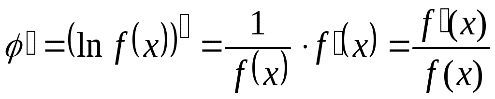 ϕ▯ = (ln f(x))▯ = 1/f(x) · f▯(x) = f▯(x)/f(x)